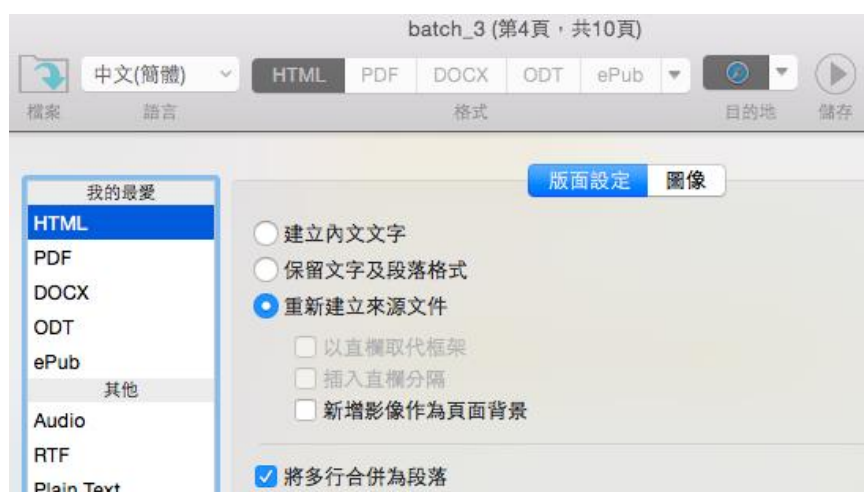 batch_3 (第4頁，共10頁)
中文(簡體) HTML PDF DOCX ODT ePub
檔案 語言 格式 目的地 儲存
版面設定 圖像
我的最愛
HTML
PDF
DOCX
ODT
ePub
其他
Audio
RTF
Plain Text
建立內文文字
保留文字及段落格式
重新建立來源文件
以直欄取代框架
插入直欄分隔
新增影像作為頁面背景
將多行合併為段落